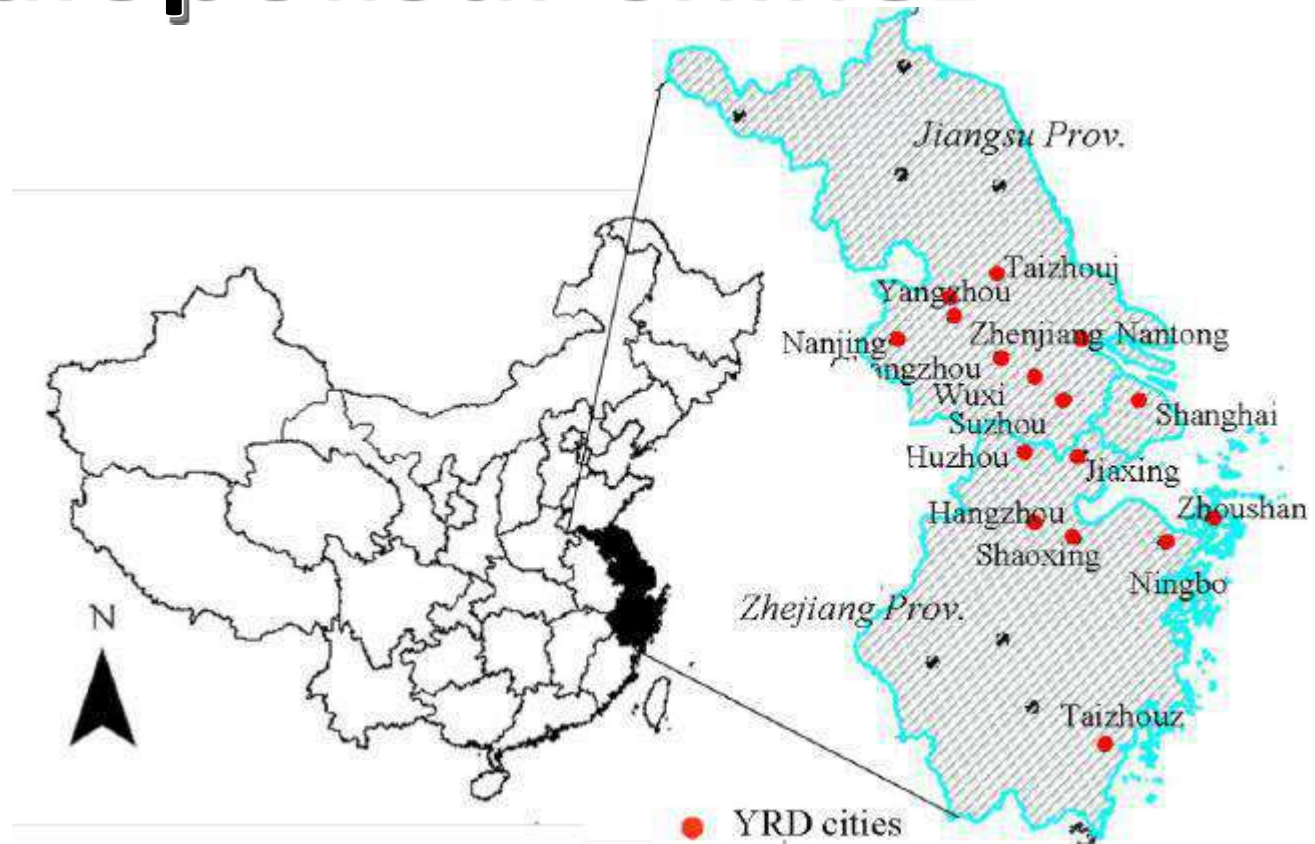 Jiangsu Prov.
Taizhouj
Yangzhou
Zhenjiang Nantong
Nanjing
angzhou
Wuxi
Suzhou
Shanghai
Huzhou
Jiaxing
Zhoushan
Hangzhou
Shaoxing
Ningbo
Zhejiang Prov.
N
Taizhouz
YRD cities